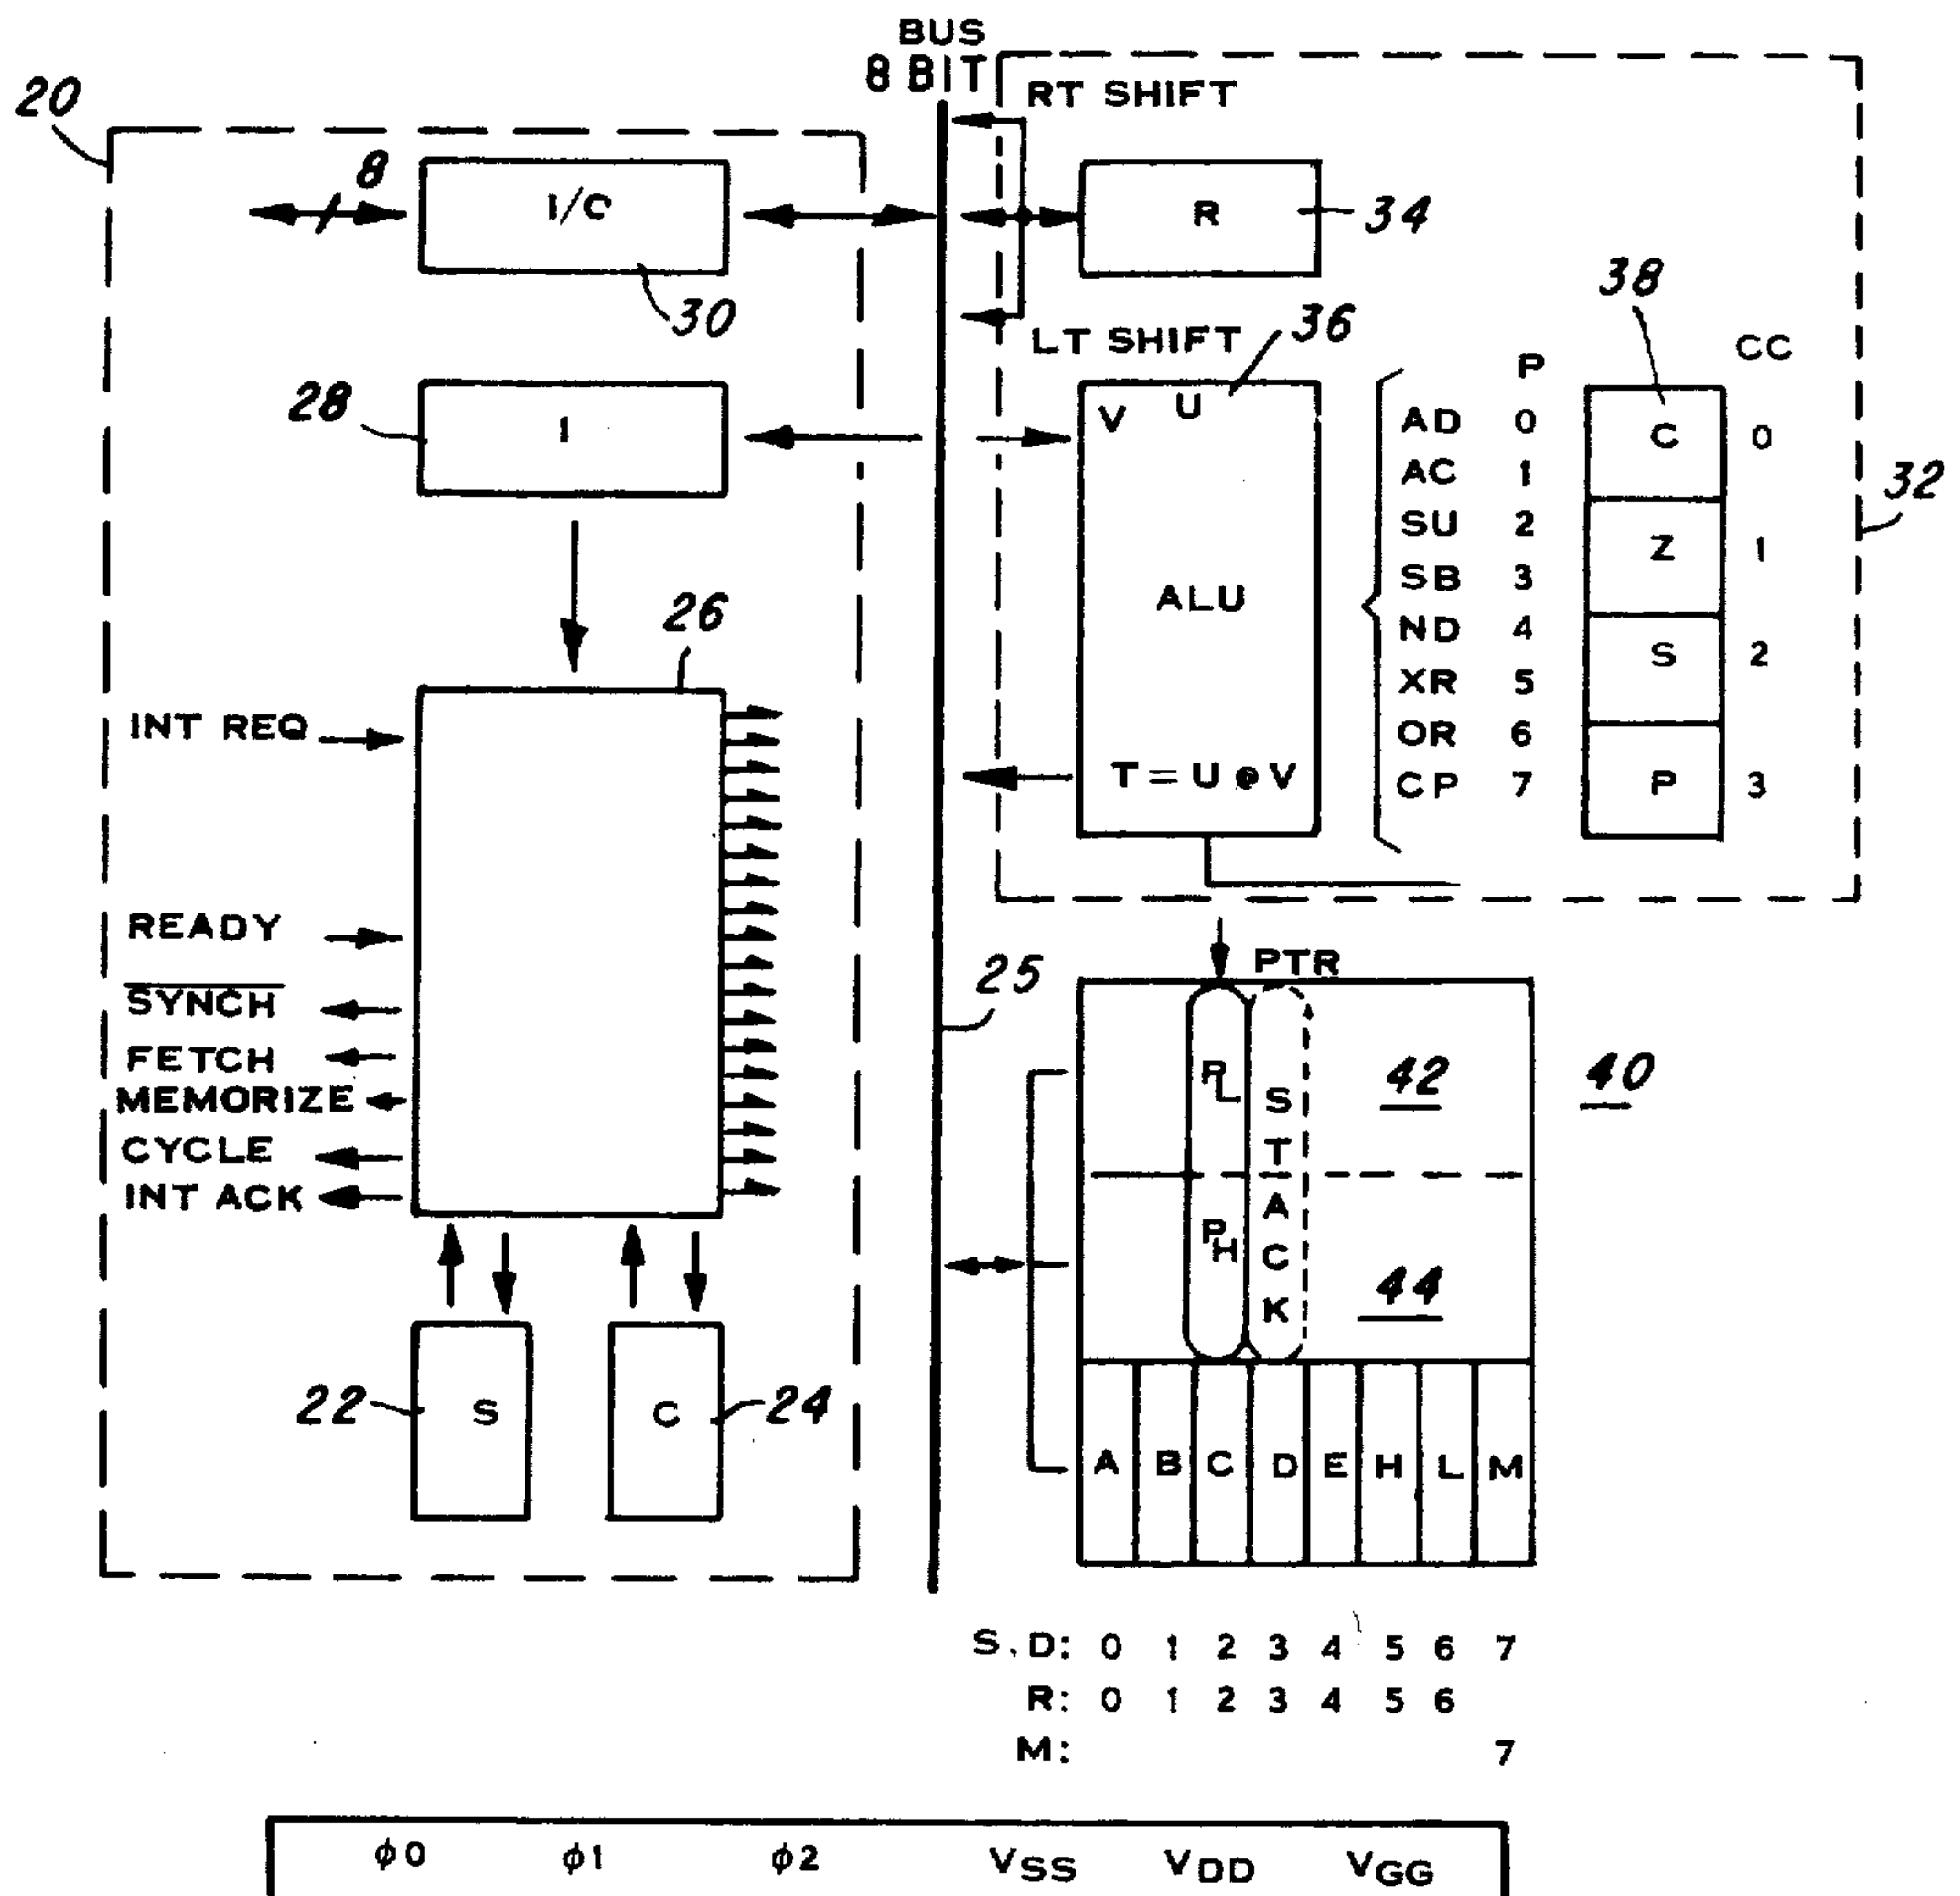 BUS
8 BIT
20
8
I/O
30
28
I
26
INT REQ
READY
SYNCH
FETCH
MEMORIZE
CYCLE
INT ACK
22
S
C
24
25
RT SHIFT
R
34
LT SHIFT
36
V U
ALU
T = U ⊕ V
P
AD 0
AC 1
SU 2
SB 3
ND 4
XR 5
OR 6
CP 7
38
CC
C 0
Z 1
S 2
P 3
32
PTR
PL
PH
STACK
42
44
40
A B C D E H L M
S, D: 0 1 2 3 4 5 6 7
R: 0 1 2 3 4 5 6
M: 7
φ0 φ1 φ2 VSS VDD VGG